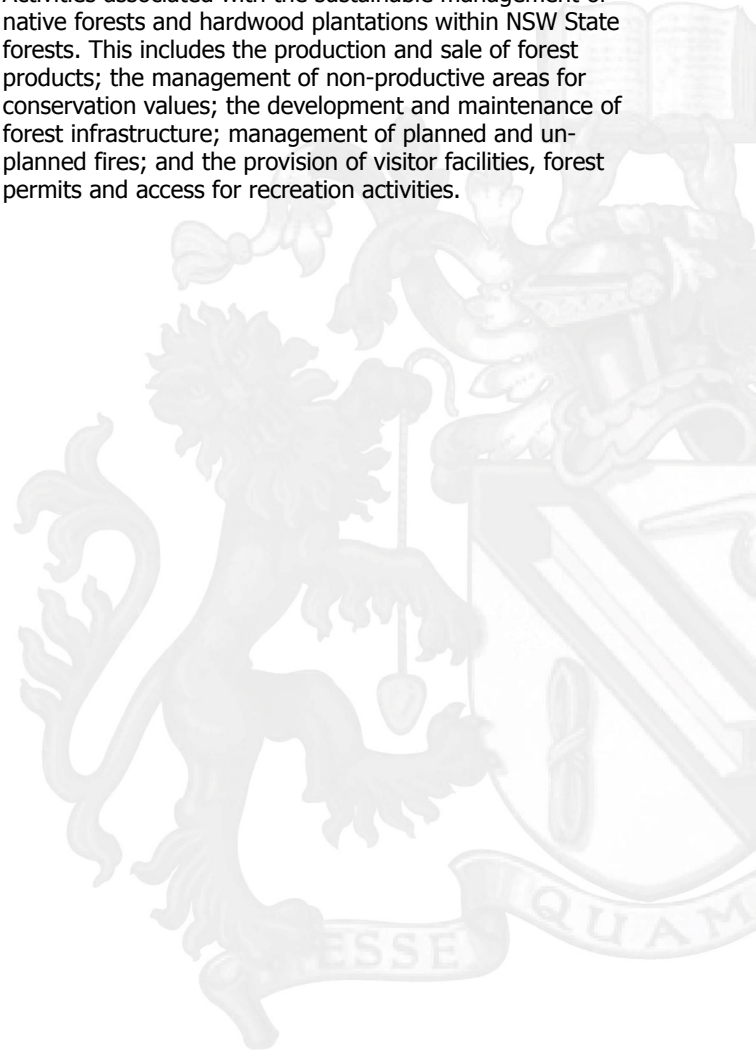 Activities associated with the sustainable management of
native forests and hardwood plantations within NSW State
forests. This includes the production and sale of forest
products; the management of non-productive areas for
conservation values; the development and maintenance of
forest infrastructure; management of planned and un-
planned fires; and the provision of visitor facilities, forest
permits and access for recreation activities.
ESSE
QUAM